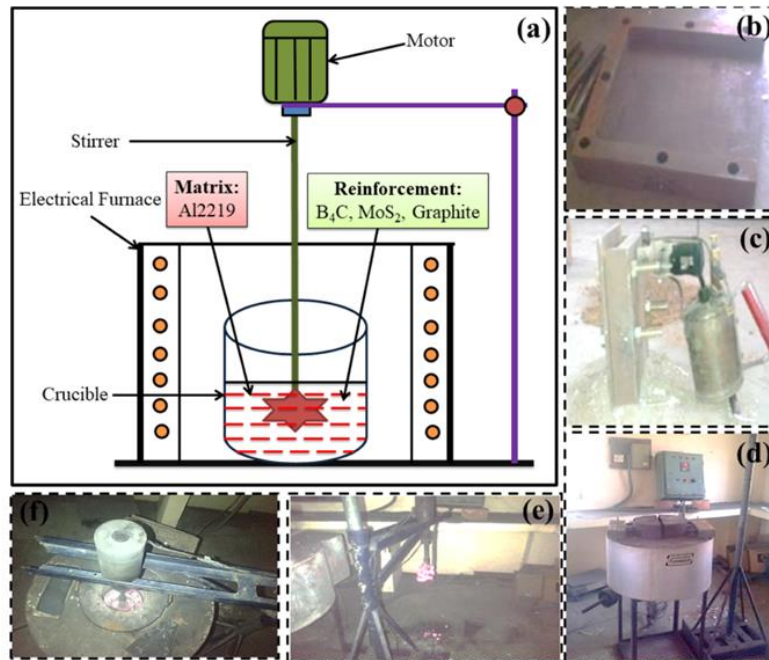 (a)
Motor
Stirrer
Matrix:
Al2219
Reinforcement:
B₄C, MoS₂, Graphite
Electrical Furnace
Crucible
(b)
(c)
(d)
(f)
(e)